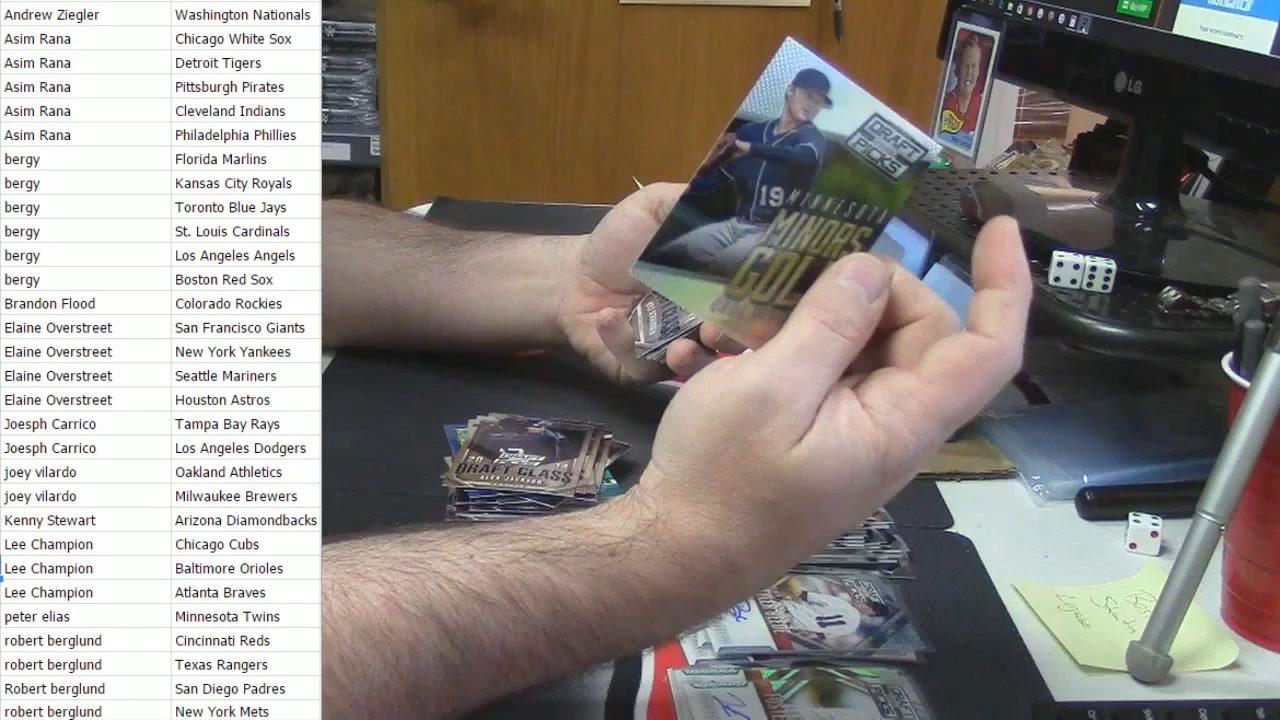 Andrew Ziegler Washington Nationals
Asim Rana Chicago White Sox
Asim Rana Detroit Tigers
Asim Rana Pittsburgh Pirates
Asim Rana Cleveland Indians
Asim Rana Philadelphia Phillies
bergy Florida Marlins
bergy Kansas City Royals
bergy Toronto Blue Jays
bergy St. Louis Cardinals
bergy Los Angeles Angels
bergy Boston Red Sox
Brandon Flood Colorado Rockies
Elaine Overstreet San Francisco Giants
Elaine Overstreet New York Yankees
Elaine Overstreet Seattle Mariners
Elaine Overstreet Houston Astros
Joesph Carrico Tampa Bay Rays
Joesph Carrico Los Angeles Dodgers
joey vilardo Oakland Athletics
joey vilardo Milwaukee Brewers
Kenny Stewart Arizona Diamondbacks
Lee Champion Chicago Cubs
Lee Champion Baltimore Orioles
Lee Champion Atlanta Braves
peter elias Minnesota Twins
robert berglund Cincinnati Reds
robert berglund Texas Rangers
Robert berglund San Diego Padres
robert berglund New York Mets
DRAFT
PICKS
19
MINNESOTA
MINORS
GOL
LG
Go VIP
DRAFT CLASS
ALEX JACKSON
11